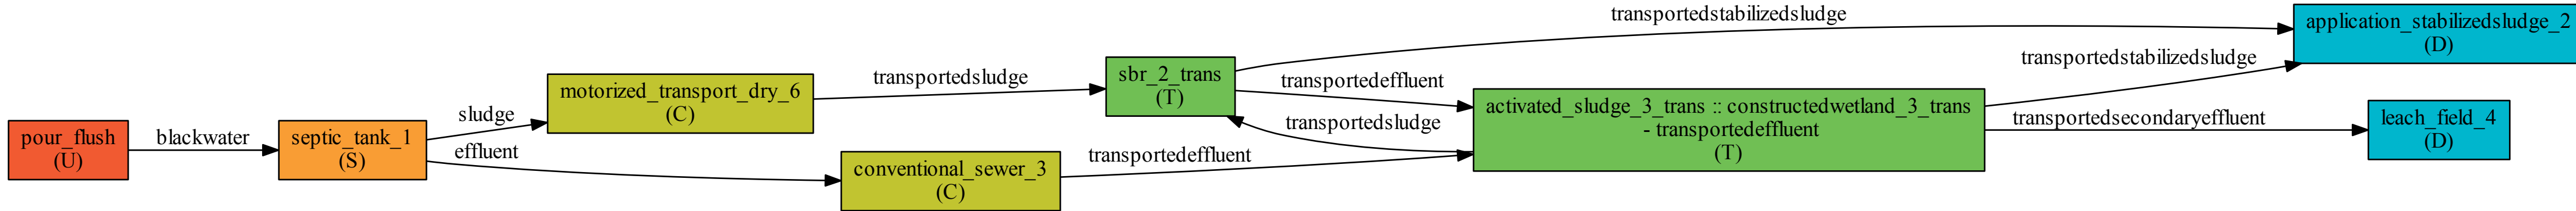 pour_flush
(U)
blackwater
septic_tank_1
(S)
sludge
effluent
motorized_transport_dry_6
(C)
conventional_sewer_3
(C)
transportedsludge
transportedeffluent
sbr_2_trans
(T)
transportedstabilizedsludge
transportedeffluent
transportedsludge
activated_sludge_3_trans :: constructedwetland_3_trans
- transportedeffluent
(T)
transportedstabilizedsludge
transportedsecondaryeffluent
application_stabilizedsludge_2
(D)
leach_field_4
(D)